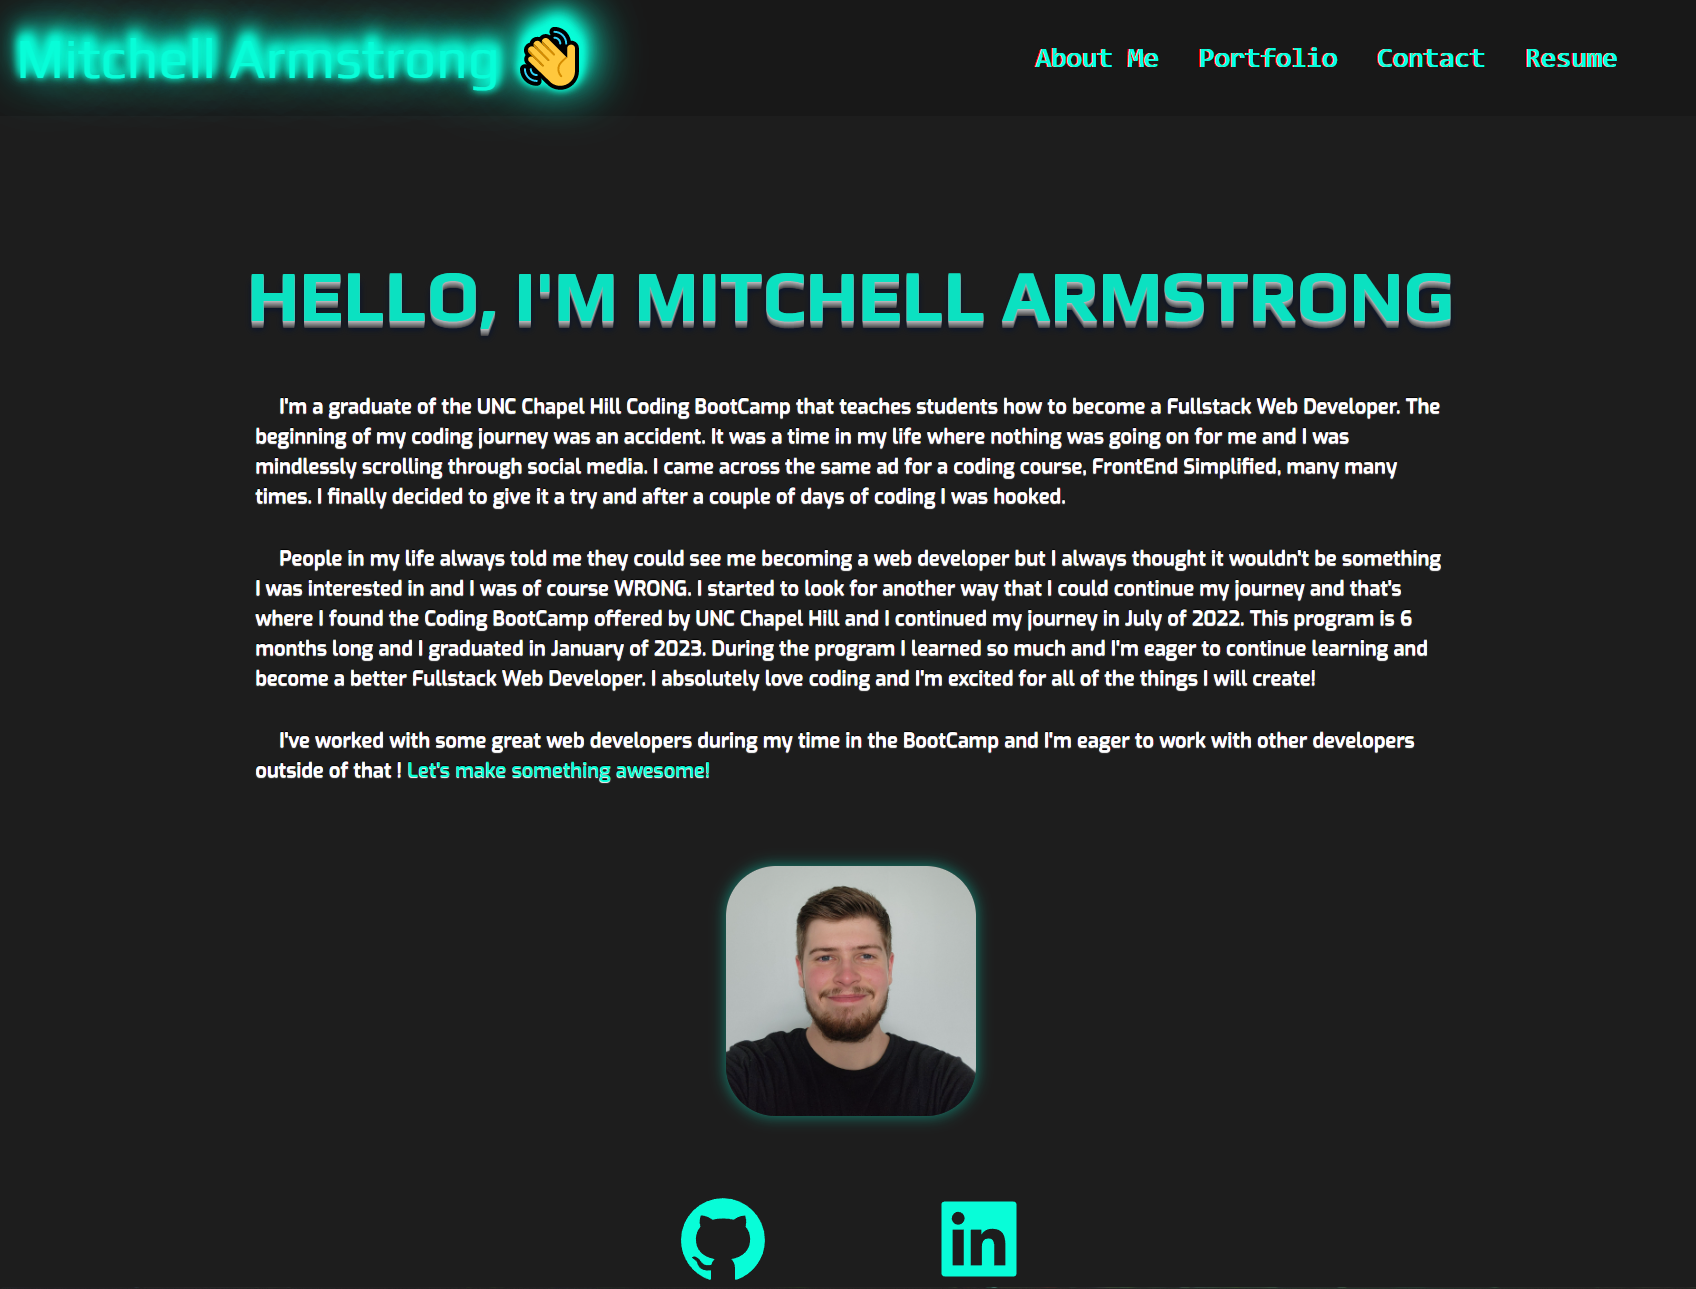 Mitchell Armstrong 👋
About Me Portfolio Contact Resume
HELLO, I'M MITCHELL ARMSTRONG
I'm a graduate of the UNC Chapel Hill Coding BootCamp that teaches students how to become a Fullstack Web Developer. The
beginning of my coding journey was an accident. It was a time in my life where nothing was going on for me and I was
mindlessly scrolling through social media. I came across the same ad for a coding course, FrontEnd Simplified, many many
times. I finally decided to give it a try and after a couple of days of coding I was hooked.
People in my life always told me they could see me becoming a web developer but I always thought it wouldn't be something
I was interested in and I was of course WRONG. I started to look for another way that I could continue my journey and that's
where I found the Coding BootCamp offered by UNC Chapel Hill and I continued my journey in July of 2022. This program is 6
months long and I graduated in January of 2023. During the program I learned so much and I'm eager to continue learning and
become a better Fullstack Web Developer. I absolutely love coding and I'm excited for all of the things I will create!
I've worked with some great web developers during my time in the BootCamp and I'm eager to work with other developers
outside of that ! Let's make something awesome!
in